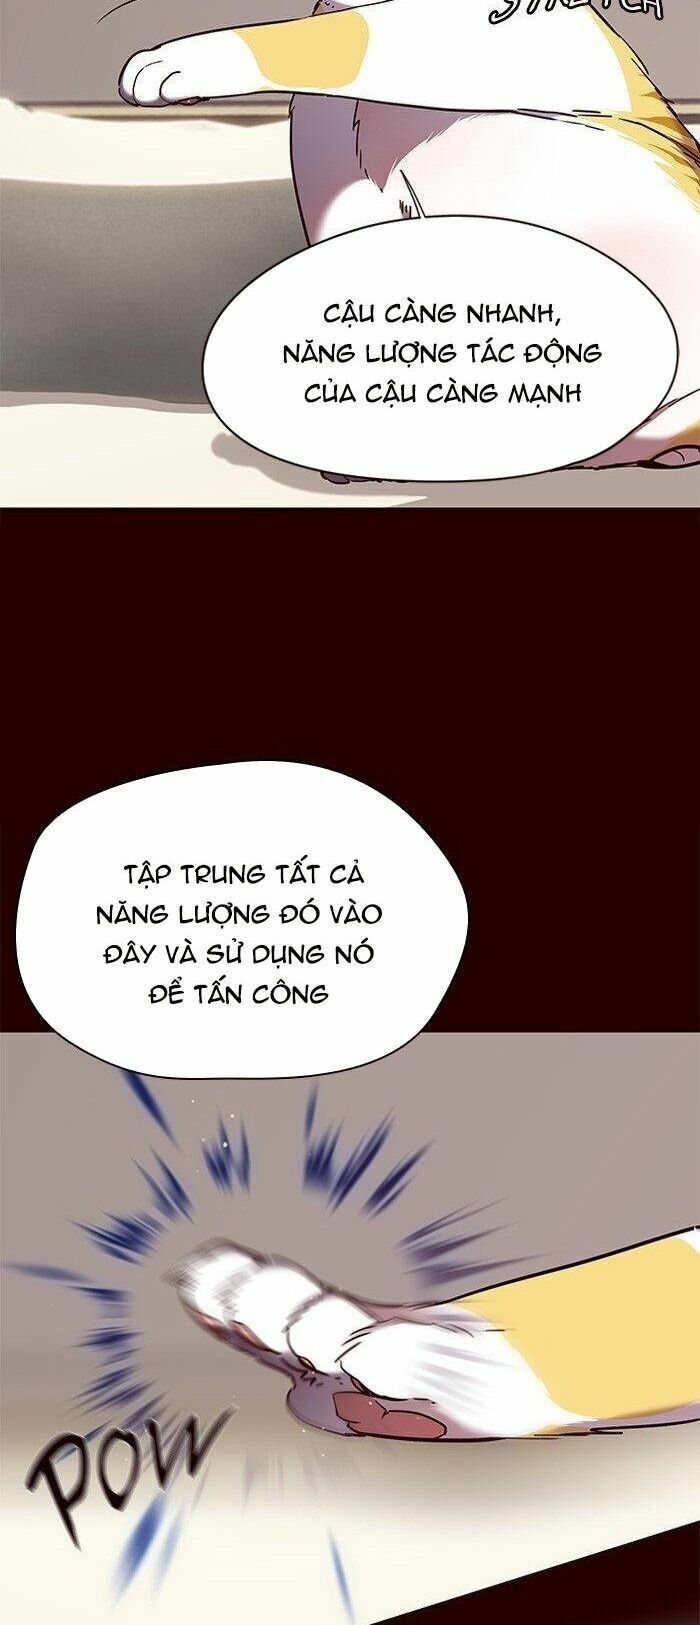 STRETCH
CẬU CÀNG NHANH,
NĂNG LƯỢNG TÁC ĐỘNG
CỦA CẬU CÀNG MẠNH
TẬP TRUNG TẤT CẢ
NĂNG LƯỢNG ĐÓ VÀO
ĐÂY VÀ SỬ DỤNG NÓ
ĐỂ TẤN CÔNG
POW